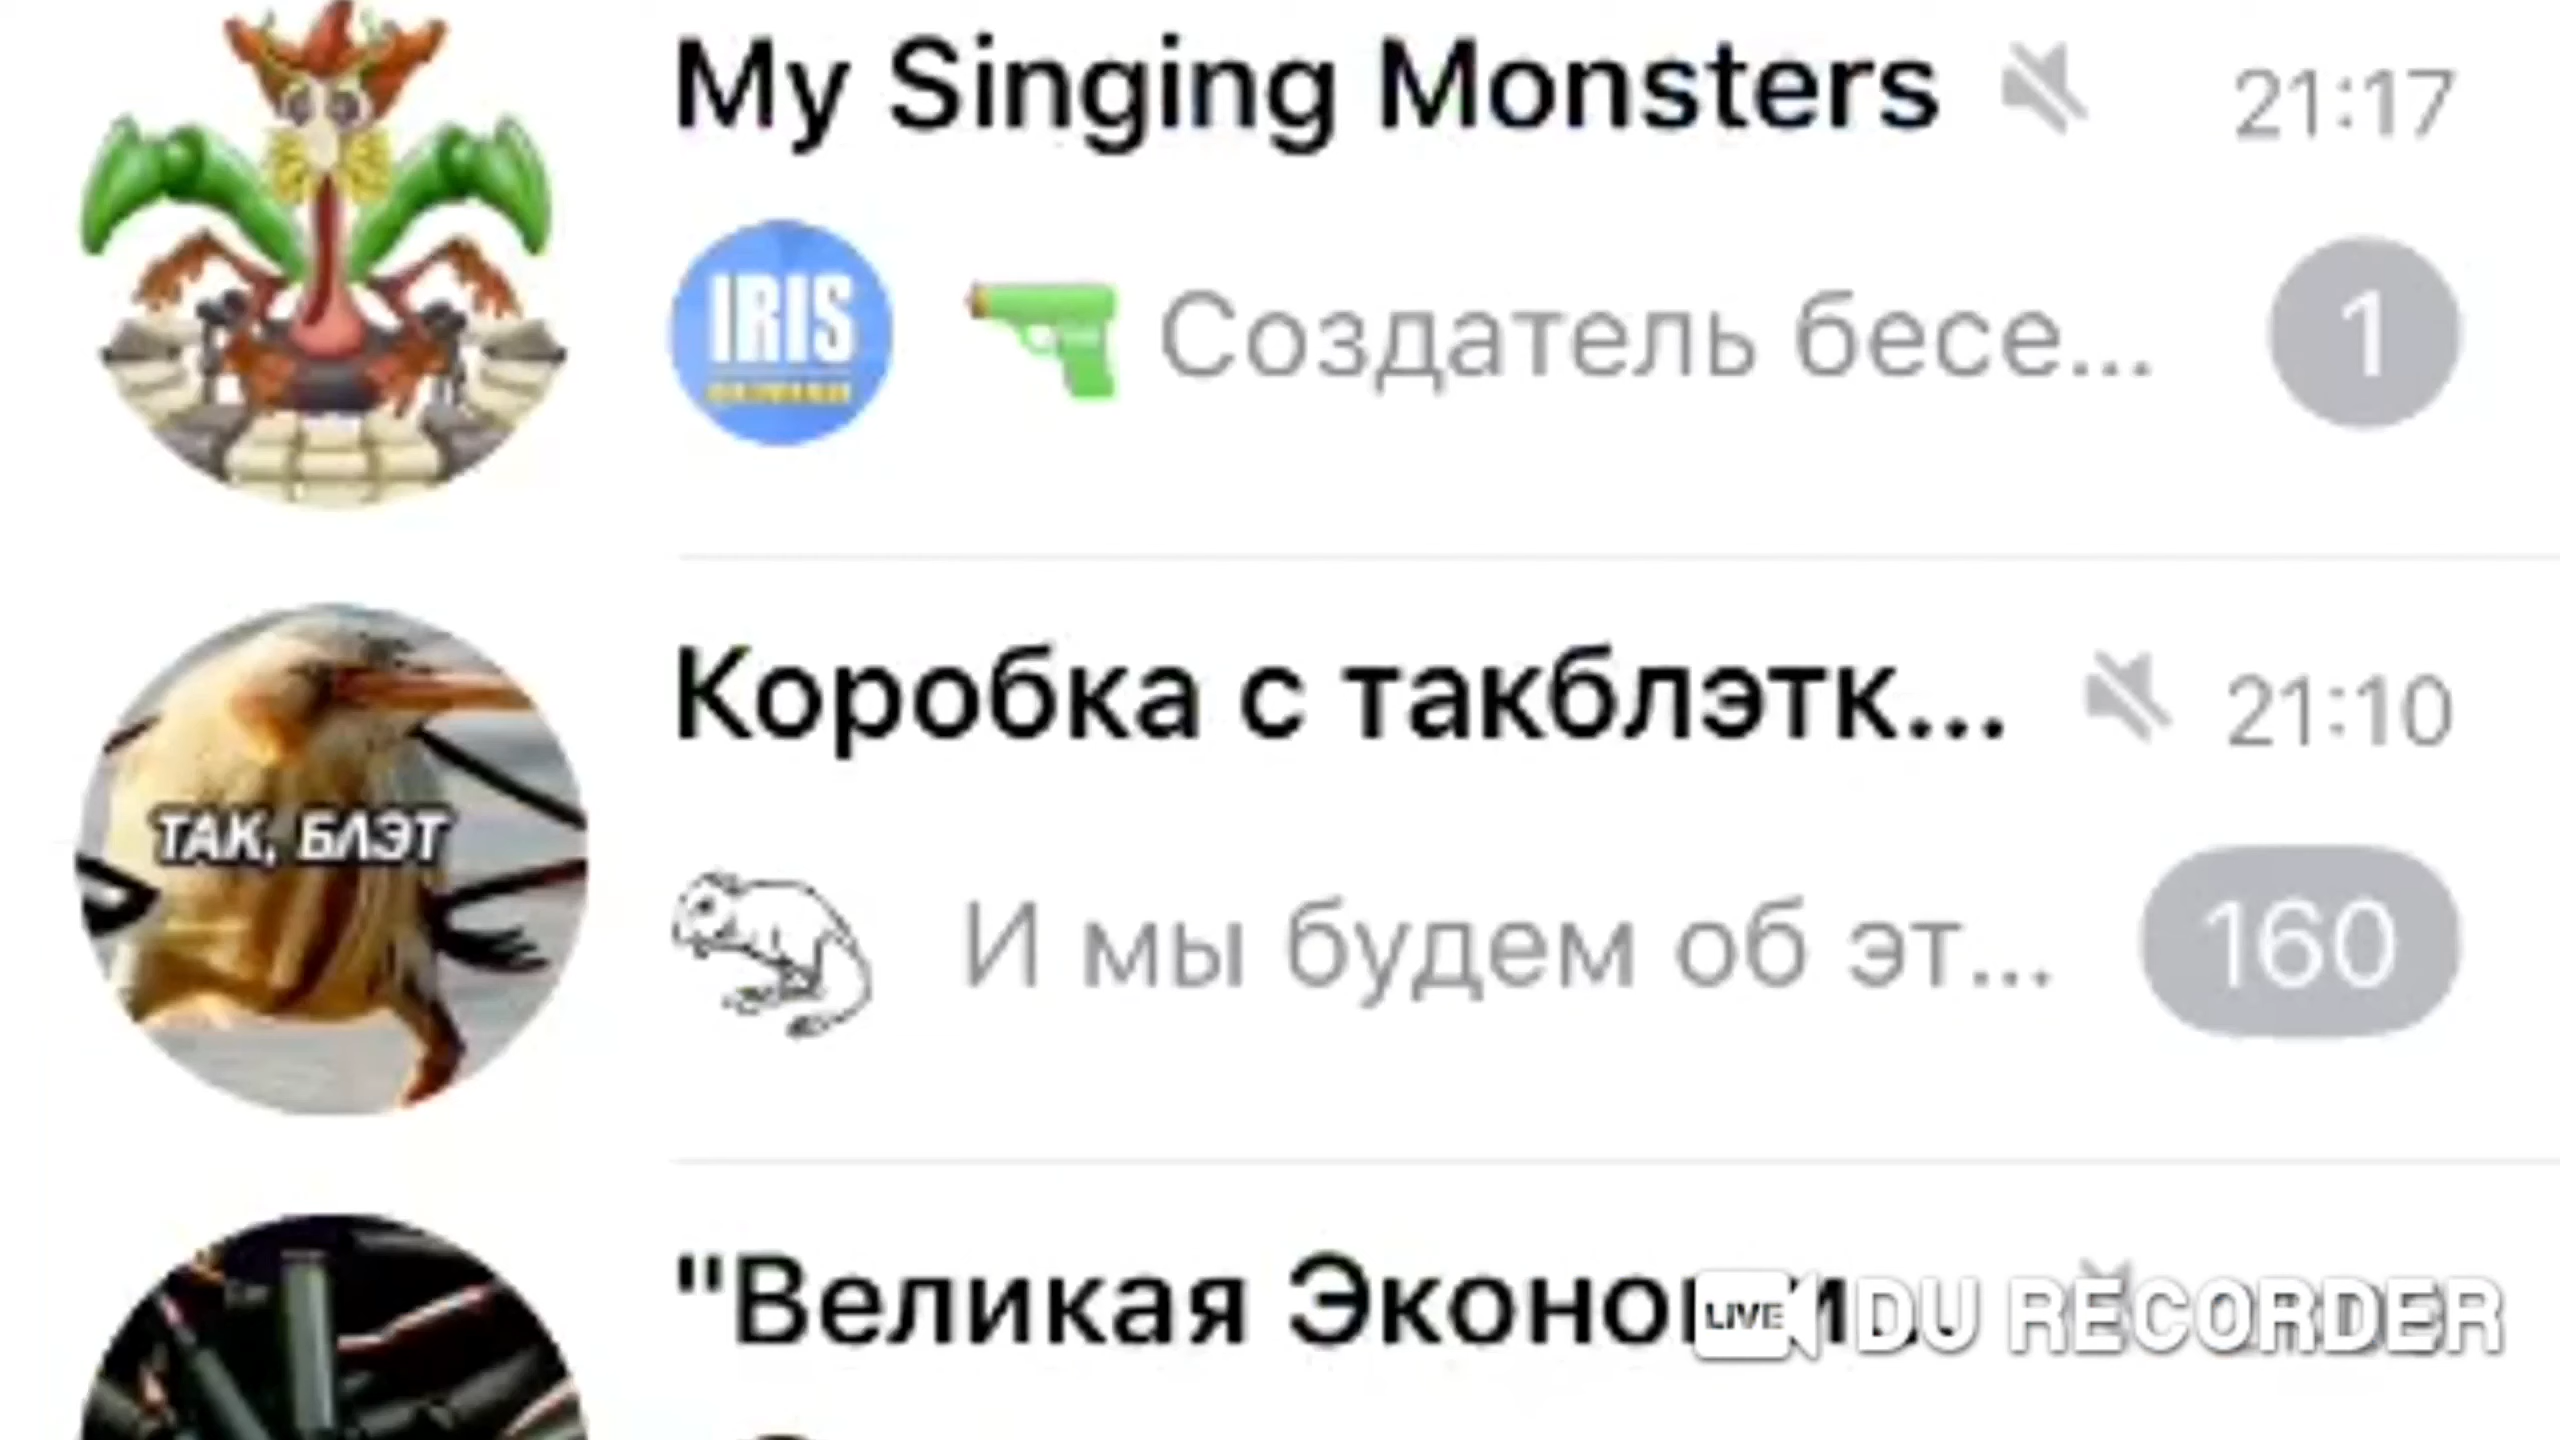 My Singing Monsters 21:17
IRIS Создатель бесе... 1
Коробка с такблэтк... 21:10
ТАК, БЛЭТ
И мы будем об эт... 160
"Великая
LIVE DU RECORDER